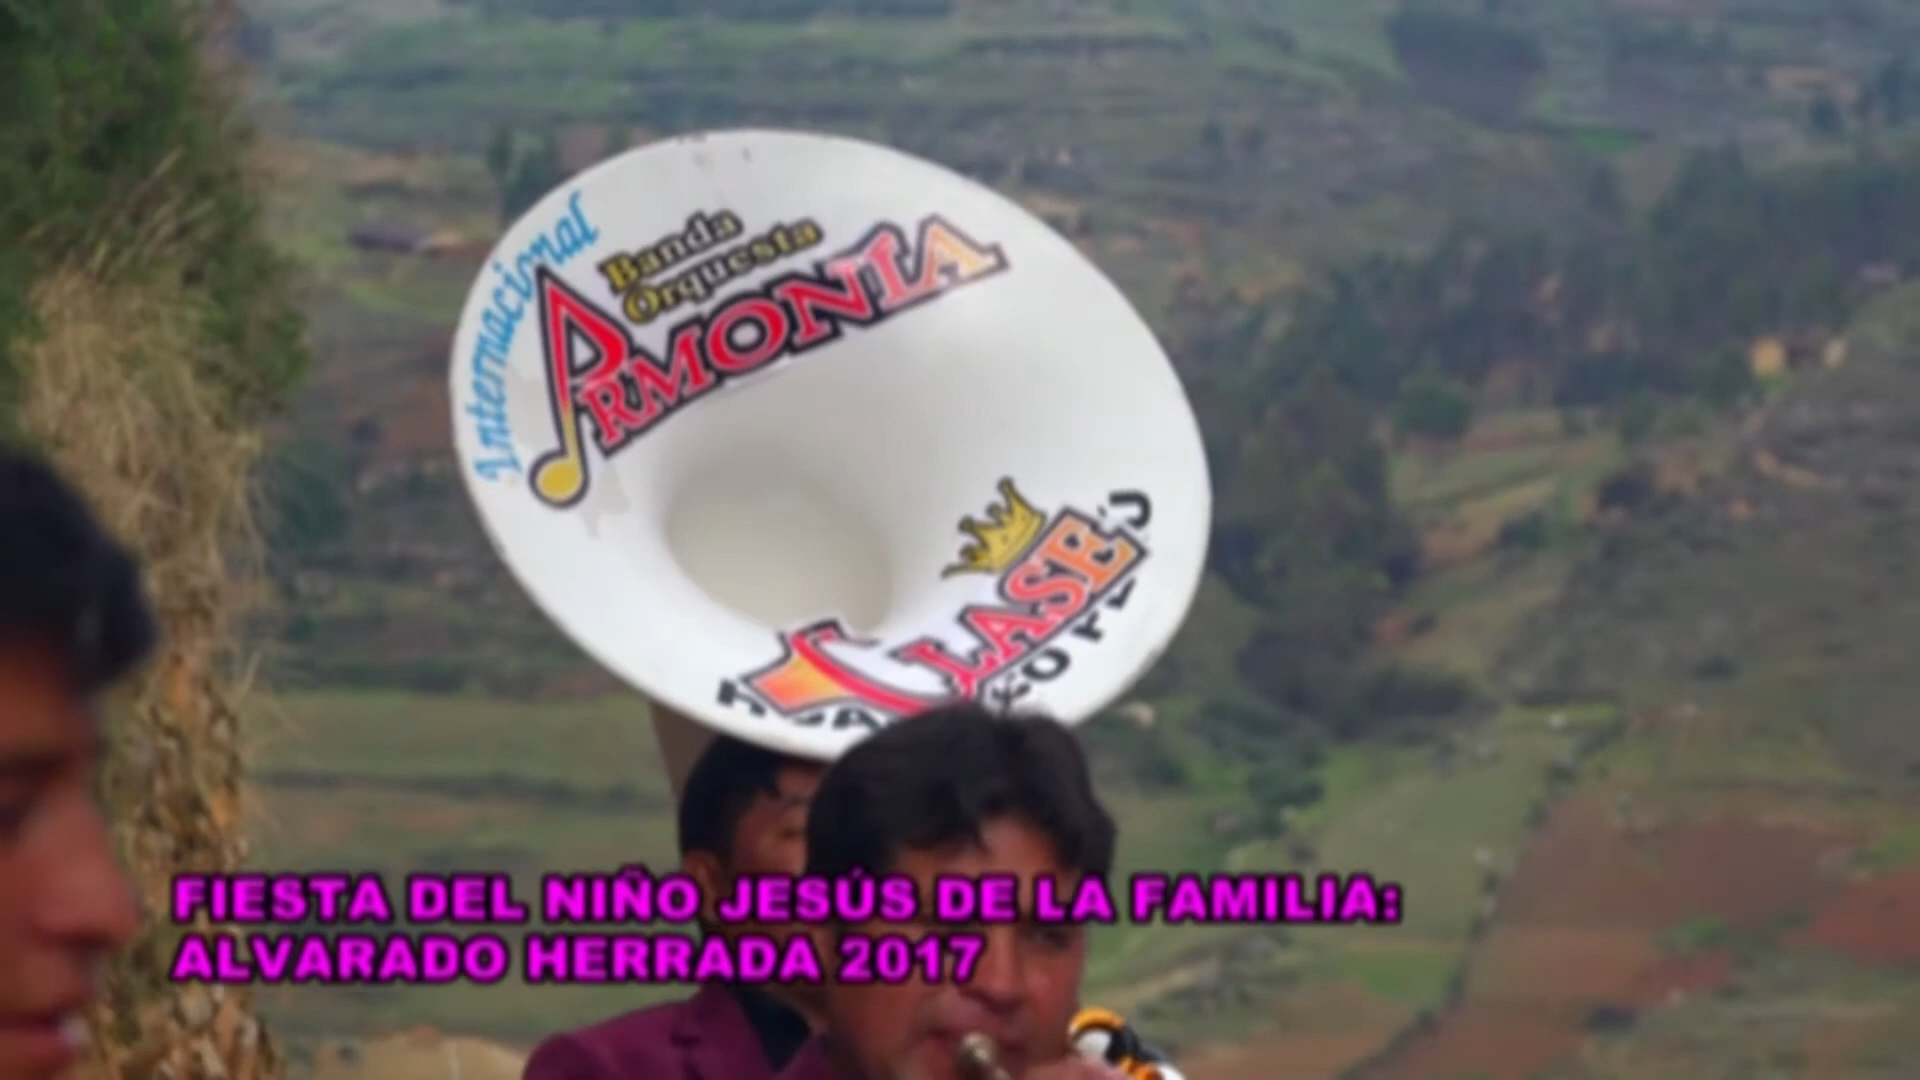 Internacional
Banda
Orquesta
ARMONIA
CLASE
FIESTA DEL NIÑO JESÚS DE LA FAMILIA:
ALVARADO HERRADA 2017